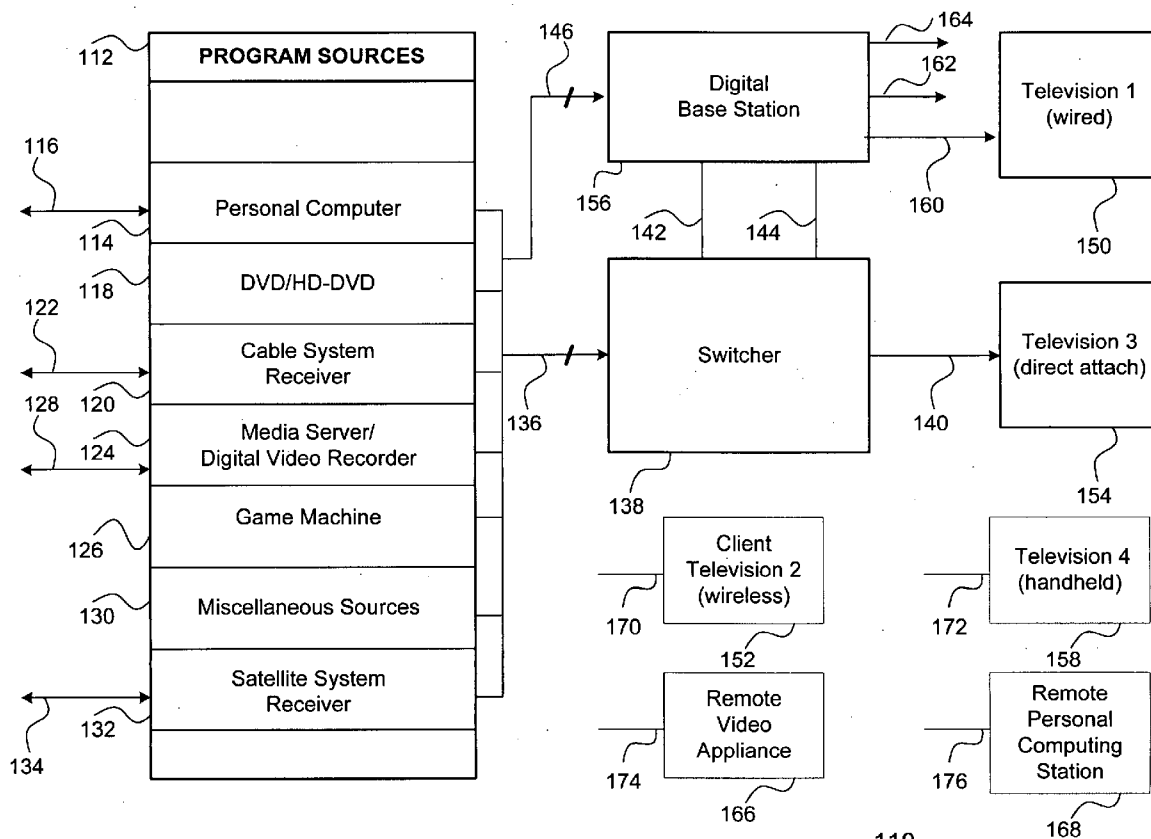 112
PROGRAM SOURCES
116
Personal Computer
114
118
DVD/HD-DVD
122
Cable System
Receiver
120
128
Media Server/
Digital Video Recorder
124
Game Machine
126
Miscellaneous Sources
130
Satellite System
Receiver
132
134
146
136
Digital
Base Station
156
164
162
160
142
144
Television 1
(wired)
150
Switcher
138
140
Television 3
(direct attach)
154
Client
Television 2
(wireless)
170
152
Television 4
(handheld)
172
158
Remote
Video
Appliance
174
166
Remote
Personal
Computing
Station
176
168